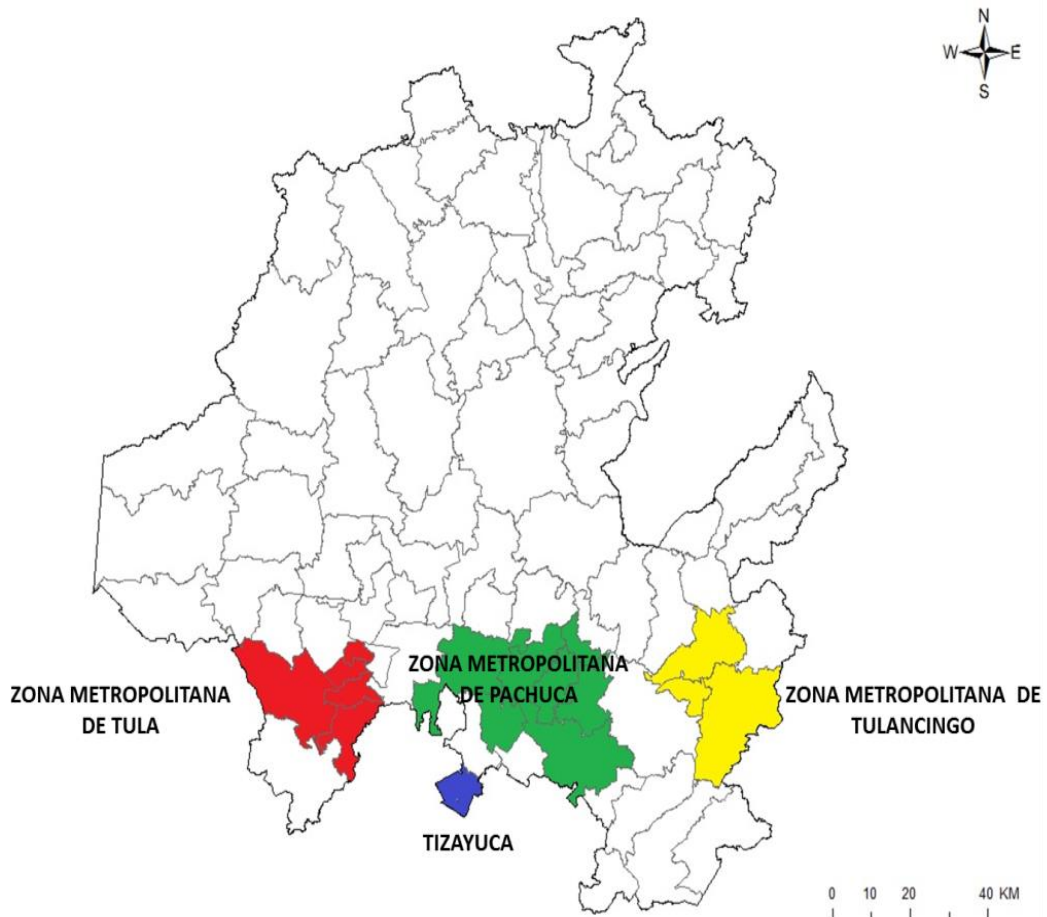 N
W E
S
ZONA METROPOLITANA
DE PACHUCA
ZONA METROPOLITANA
DE TULA
ZONA METROPOLITANA DE
TULANCINGO
TIZAYUCA
0 10 20 40 KM